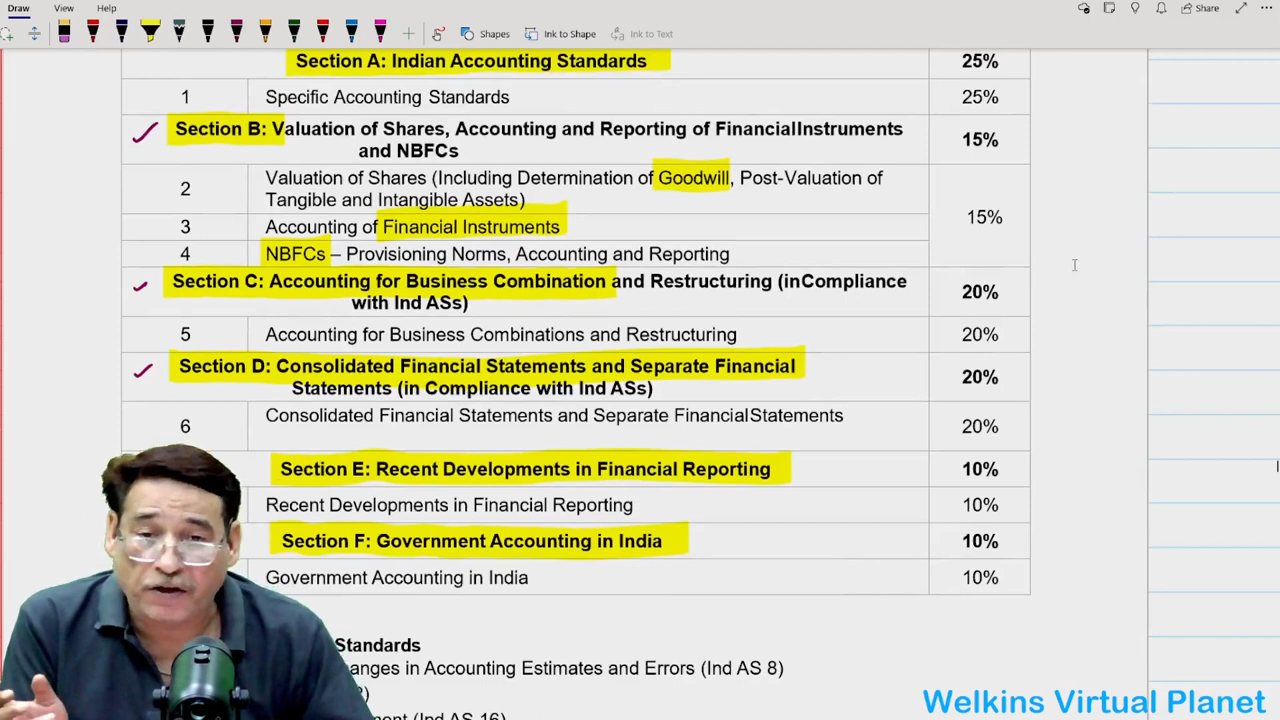 Draw View Help
Share
Shapes Ink to Shape Ink to Text
Section A: Indian Accounting Standards 25%
1 Specific Accounting Standards 25%
Section B: Valuation of Shares, Accounting and Reporting of FinancialInstruments
and NBFCs 15%
2 Valuation of Shares (Including Determination of Goodwill, Post-Valuation of
Tangible and Intangible Assets)
15%
3 Accounting of Financial Instruments
4 NBFCs – Provisioning Norms, Accounting and Reporting
Section C: Accounting for Business Combination and Restructuring (inCompliance
with Ind ASs) 20%
5 Accounting for Business Combinations and Restructuring 20%
Section D: Consolidated Financial Statements and Separate Financial
Statements (in Compliance with Ind ASs) 20%
6 Consolidated Financial Statements and Separate FinancialStatements 20%
Section E: Recent Developments in Financial Reporting 10%
Recent Developments in Financial Reporting 10%
Section F: Government Accounting in India 10%
Government Accounting in India 10%
Standards
in Accounting Estimates and Errors (Ind AS 8)
(Ind AS 16)
Welkins Virtual Planet